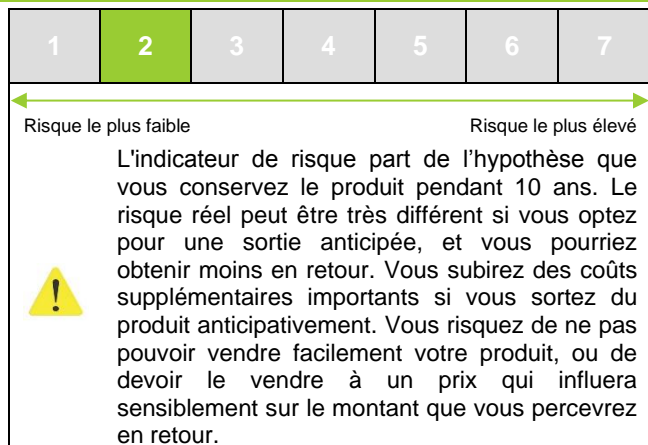 1 2 3 4 5 6 7
Risque le plus faible Risque le plus élevé
L'indicateur de risque part de l’hypothèse que
vous conservez le produit pendant 10 ans. Le
risque réel peut être très différent si vous optez
pour une sortie anticipée, et vous pourriez
obtenir moins en retour. Vous subirez des coûts
supplémentaires importants si vous sortez du
produit anticipativement. Vous risquez de ne pas
pouvoir vendre facilement votre produit, ou de
devoir le vendre à un prix qui influera
sensiblement sur le montant que vous percevrez
en retour.